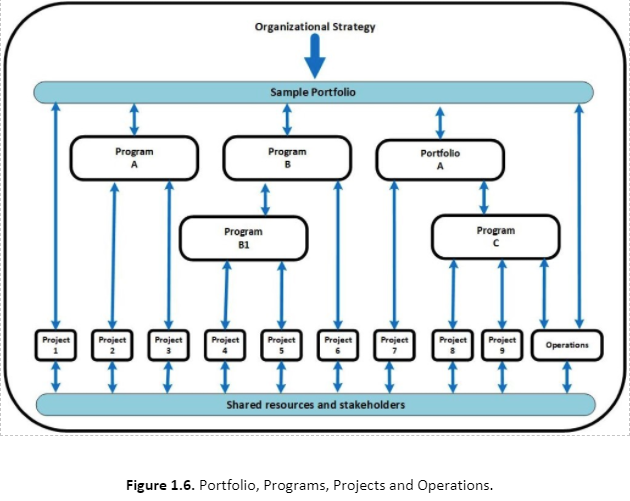 Organizational Strategy
Sample Portfolio
Program
A
Program
B
Portfolio
A
Program
B1
Program
C
Project
1
Project
2
Project
3
Project
4
Project
5
Project
6
Project
7
Project
8
Project
9
Operations
Shared resources and stakeholders
Figure 1.6. Portfolio, Programs, Projects and Operations.